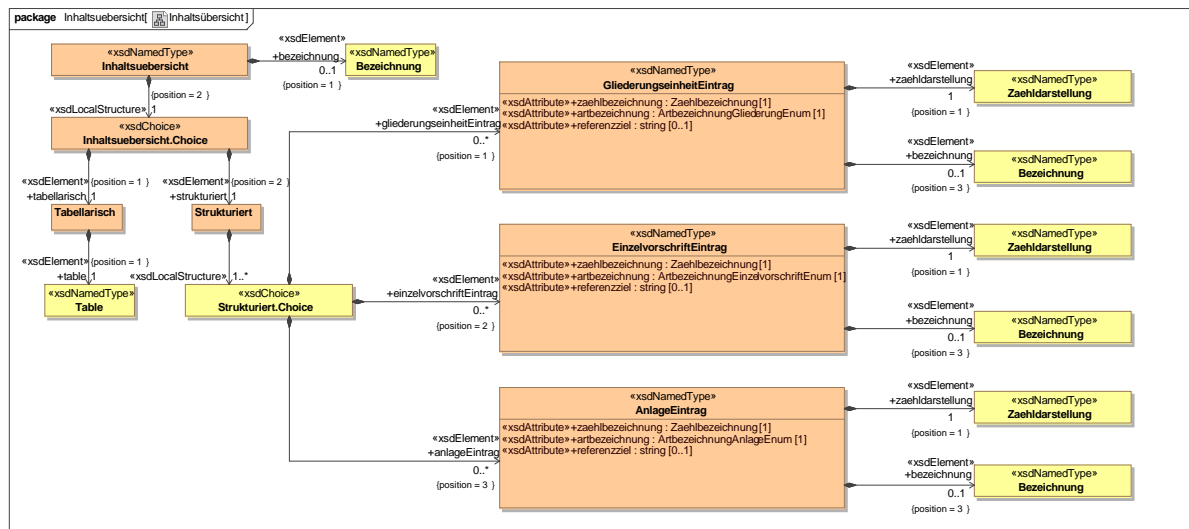 package Inhaltsuebersicht[ Inhaltsübersicht ]
«xsdNamedType»
Inhaltsuebersicht
«xsdElement»
+bezeichnung
0..1
{position = 1 }
«xsdNamedType»
Bezeichnung
{position = 2 }
«xsdLocalStructure» 1
«xsdChoice»
Inhaltsuebersicht.Choice
«xsdElement» {position = 1 }
+tabellarisch 1
«xsdElement» {position = 2 }
+strukturiert 1
Tabellarisch
Strukturiert
«xsdElement» {position = 1 }
+table 1
«xsdLocalStructure» 1..*
«xsdNamedType»
Table
«xsdChoice»
Strukturiert.Choice
«xsdElement»
+gliederungseinheitEintrag
0..*
{position = 1 }
«xsdNamedType»
GliederungseinheitEintrag
«xsdAttribute»+zaehlbezeichnung : Zaehlbezeichnung[1]
«xsdAttribute»+artbezeichnung : ArtbezeichnungGliederungEnum [1]
«xsdAttribute»+referenzziel : string [0..1]
«xsdElement»
+zaehldarstellung
1
{position = 1 }
«xsdNamedType»
Zaehldarstellung
«xsdElement»
+bezeichnung
0..1
{position = 3 }
«xsdNamedType»
Bezeichnung
«xsdElement»
+einzelvorschriftEintrag
0..*
{position = 2 }
«xsdNamedType»
EinzelvorschriftEintrag
«xsdAttribute»+zaehlbezeichnung : Zaehlbezeichnung[1]
«xsdAttribute»+artbezeichnung : ArtbezeichnungEinzelvorschriftEnum [1]
«xsdAttribute»+referenzziel : string [0..1]
«xsdElement»
+zaehldarstellung
1
{position = 1 }
«xsdNamedType»
Zaehldarstellung
«xsdElement»
+bezeichnung
0..1
{position = 3 }
«xsdNamedType»
Bezeichnung
«xsdElement»
+anlageEintrag
0..*
{position = 3 }
«xsdNamedType»
AnlageEintrag
«xsdAttribute»+zaehlbezeichnung : Zaehlbezeichnung[1]
«xsdAttribute»+artbezeichnung : ArtbezeichnungAnlageEnum [1]
«xsdAttribute»+referenzziel : string [0..1]
«xsdElement»
+zaehldarstellung
1
{position = 1 }
«xsdNamedType»
Zaehldarstellung
«xsdElement»
+bezeichnung
0..1
{position = 3 }
«xsdNamedType»
Bezeichnung